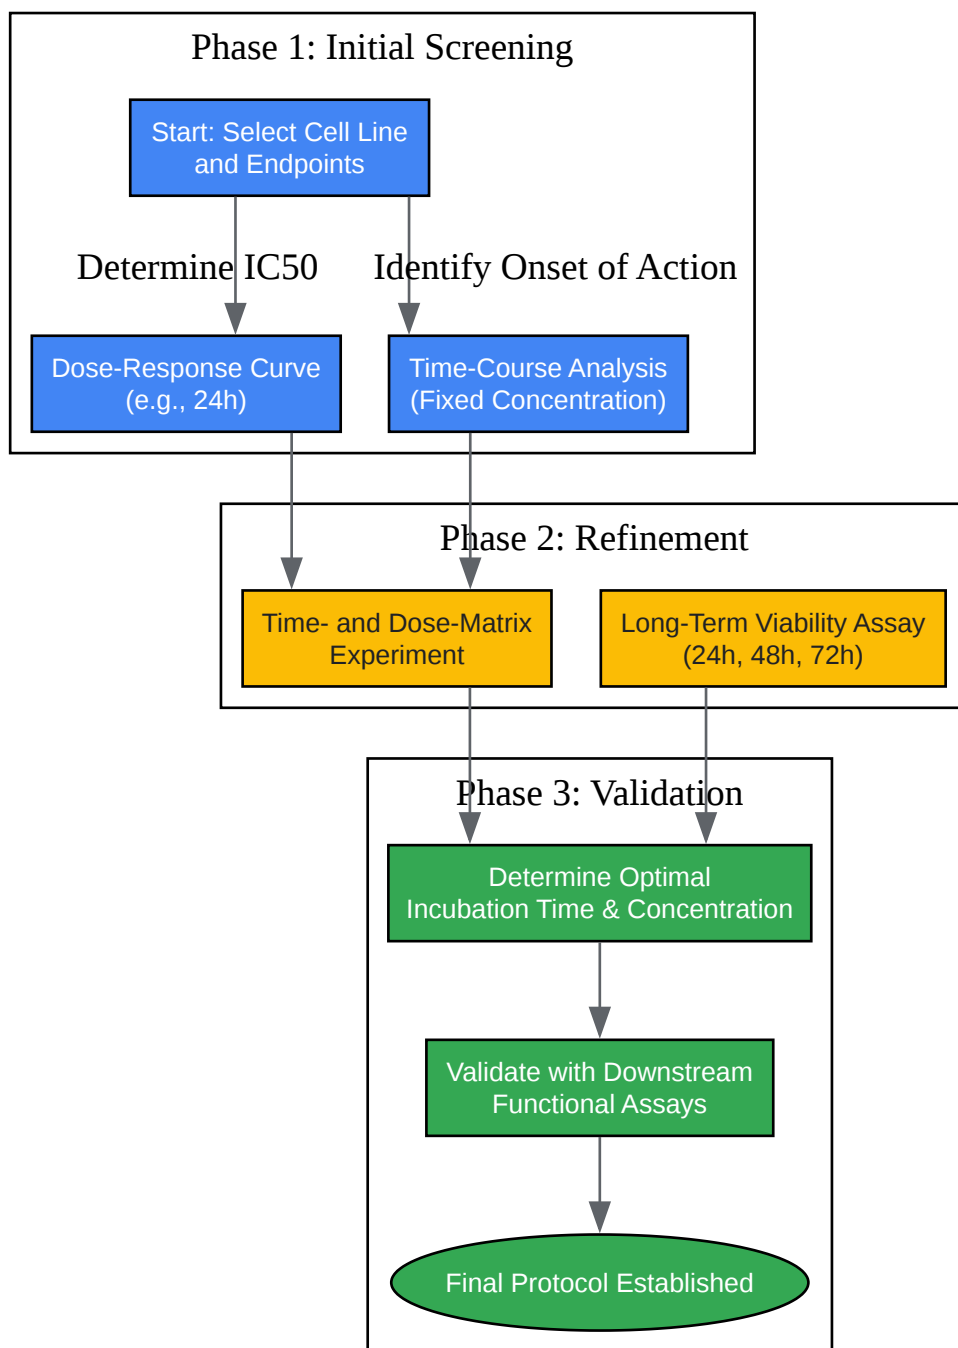 Phase 1: Initial Screening
Start: Select Cell Line
and Endpoints
Determine IC50
Identify Onset of Action
Dose-Response Curve
(e.g., 24h)
Time-Course Analysis
(Fixed Concentration)
Phase 2: Refinement
Time- and Dose-Matrix
Experiment
Long-Term Viability Assay
(24h, 48h, 72h)
Phase 3: Validation
Determine Optimal
Incubation Time & Concentration
Validate with Downstream
Functional Assays
Final Protocol Established